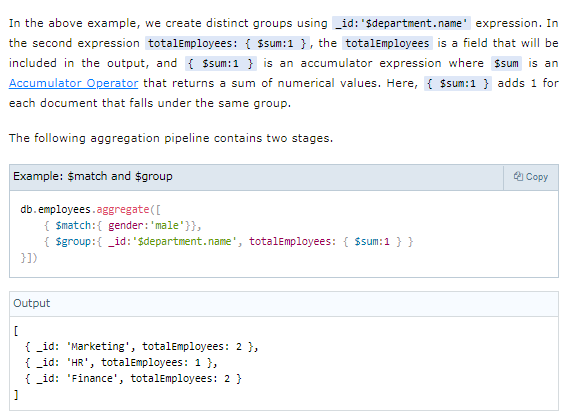 In the above example, we create distinct groups using _id:'$department.name' expression. In
the second expression totalEmployees: { $sum:1 }, the totalEmployees is a field that will be
included in the output, and { $sum:1 } is an accumulator expression where $sum is an
Accumulator Operator that returns a sum of numerical values. Here, { $sum:1 } adds 1 for
each document that falls under the same group.
The following aggregation pipeline contains two stages.
Example: $match and $group
Copy
db.employees.aggregate([
{ $match:{ gender:'male'}},
{ $group:{ _id:'$department.name', totalEmployees: { $sum:1 } }
}])
Output
[
{ _id: 'Marketing', totalEmployees: 2 },
{ _id: 'HR', totalEmployees: 1 },
{ _id: 'Finance', totalEmployees: 2 }
]